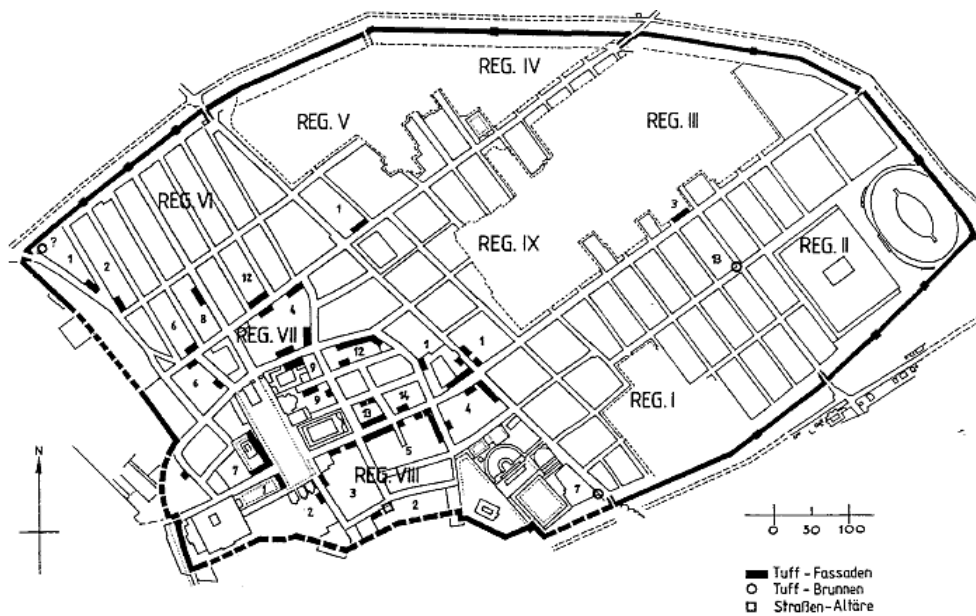 REG. IV
REG. V
REG. III
REG. VI
1
3
REG. IX
?
1
2
13
REG. II
12
4
6
8
REG. VII
1
1
12
9
6
9
14
13
4
REG. I
5
7
REG. VIII
7
3
2
2
1
N
0 50 100
Tuff - Fassaden
Tuff - Brunnen
Straßen - Altäre